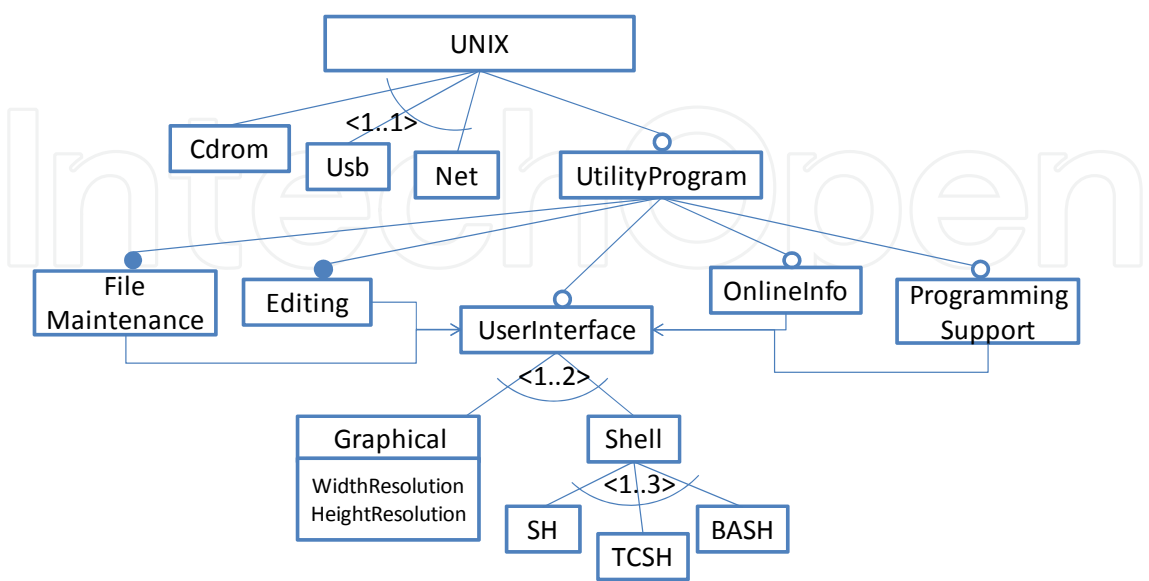 UNIX
<1..1>
Cdrom
Usb
Net
UtilityProgram
IntechOpen
File
Maintenance
Editing
UserInterface
OnlineInfo
Programming
Support
<1..2>
Graphical
WidthResolution
HeightResolution
Shell
<1..3>
SH
TCSH
BASH